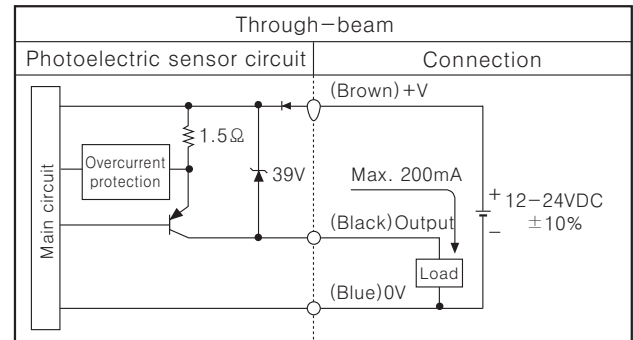 Through-beam
Photoelectric sensor circuit
Connection
(Brown)+V
1.5Ω
Overcurrent
protection
39V
Max. 200mA
Main circuit
+
12-24VDC
±10%
−
(Black)Output
Load
(Blue)0V